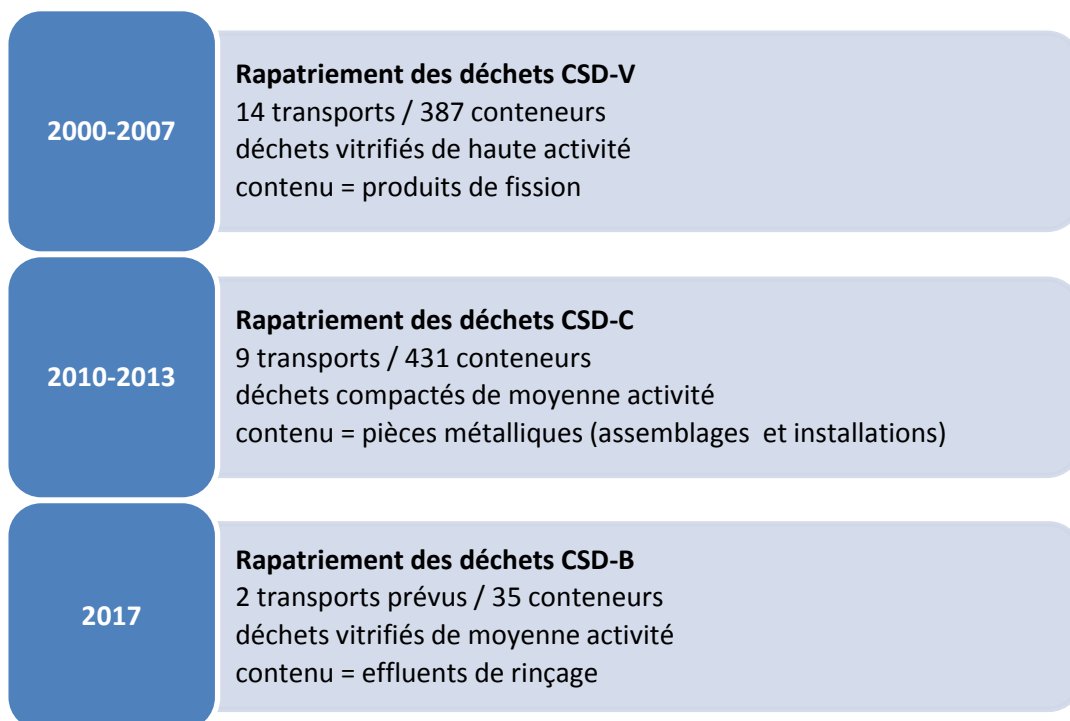 2000-2007
Rapatriement des déchets CSD-V
14 transports / 387 conteneurs
déchets vitrifiés de haute activité
contenu = produits de fission
2010-2013
Rapatriement des déchets CSD-C
9 transports / 431 conteneurs
déchets compactés de moyenne activité
contenu = pièces métalliques (assemblages et installations)
2017
Rapatriement des déchets CSD-B
2 transports prévus / 35 conteneurs
déchets vitrifiés de moyenne activité
contenu = effluents de rinçage